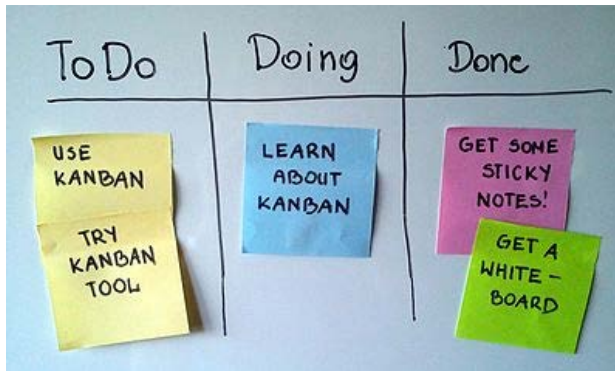 To Do
Doing
Done
USE
KANBAN
TRY
KANBAN
TOOL
LEARN
ABOUT
KANBAN
GET SOME
STICKY
NOTES!
GET A
WHITE-
BOARD